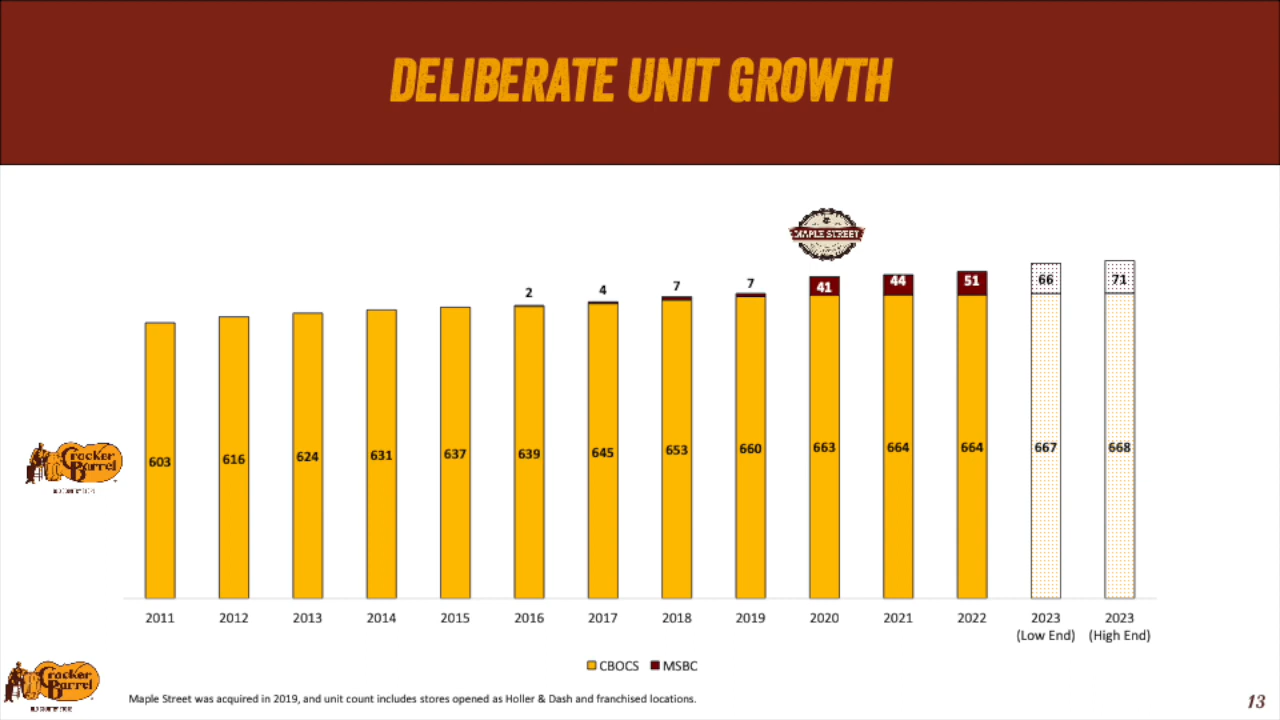 DELIBERATE UNIT GROWTH
MAPLE STREET
2 4 7 7 41 44 51 66 71
Cracker Barrel
603 616 624 631 637 639 645 653 660 663 664 664 667 668
2011 2012 2013 2014 2015 2016 2017 2018 2019 2020 2021 2022 2023 2023
(Low End) (High End)
CBOCS MSBC
Cracker Barrel
Maple Street was acquired in 2019, and unit count includes stores opened as Holler & Dash and franchised locations.
13